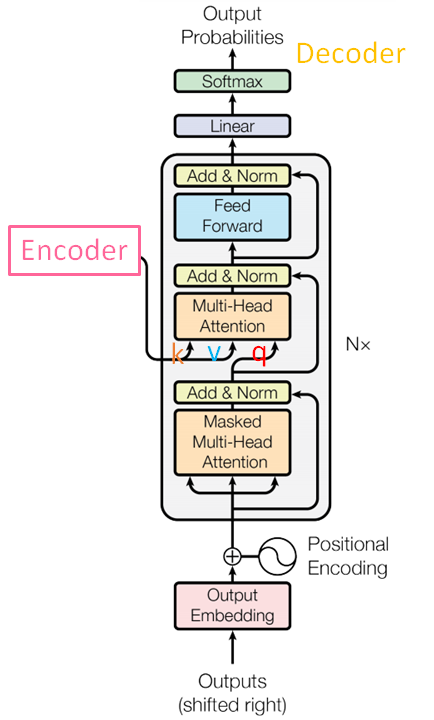 Output
Probabilities
Decoder
Softmax
Linear
Add & Norm
Feed
Forward
Encoder
Add & Norm
Multi-Head
Attention
N×
k v q
Add & Norm
Masked
Multi-Head
Attention
Positional
Encoding
Output
Embedding
Outputs
(shifted right)